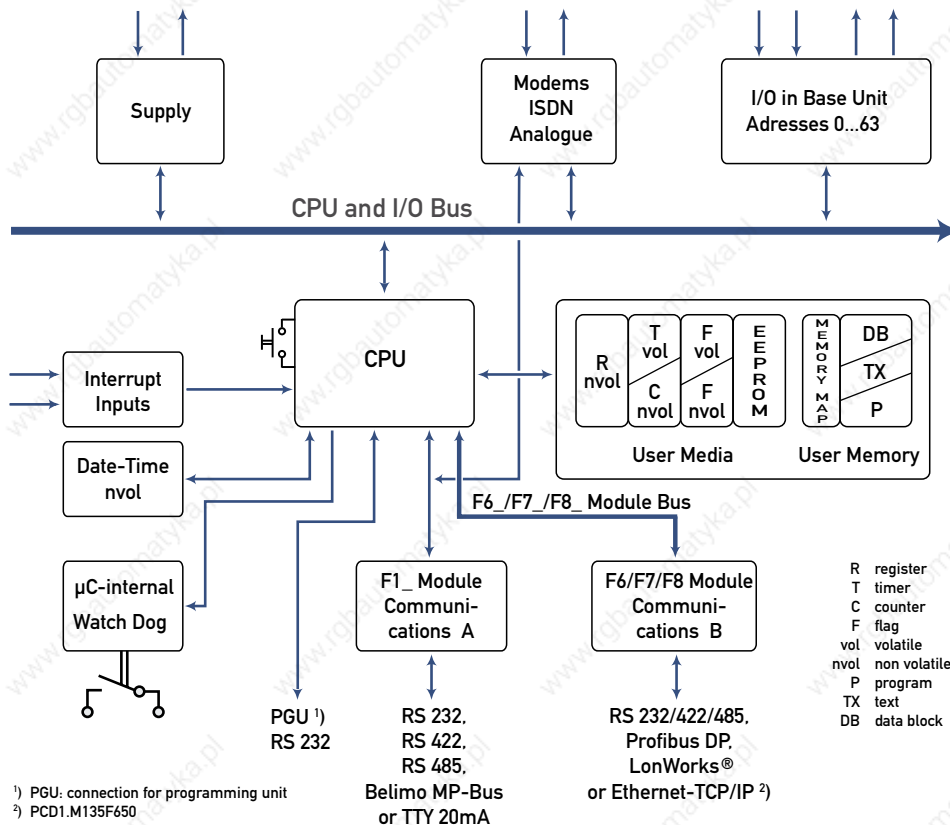 Supply
Modems
ISDN
Analogue
I/O in Base Unit
Adresses 0...63
CPU and I/O Bus
CPU
Interrupt
Inputs
Date-Time
nvol
µC-internal
Watch Dog
R
nvol
T
vol
C
nvol
F
vol
F
nvol
EEPROM
MEMORY MAP
DB
TX
P
User Media
User Memory
F6_/F7_/F8_ Module Bus
F1_ Module
Communi-
cations A
F6/F7/F8 Module
Communi-
cations B
R register
T timer
C counter
F flag
vol volatile
nvol non volatile
P program
TX text
DB data block
PGU ¹)
RS 232
RS 232,
RS 422,
RS 485,
Belimo MP-Bus
or TTY 20mA
RS 232/422/485,
Profibus DP,
LonWorks®
or Ethernet-TCP/IP ²)
¹) PGU: connection for programming unit
²) PCD1.M135F650
www.rgbautomatyka.pl